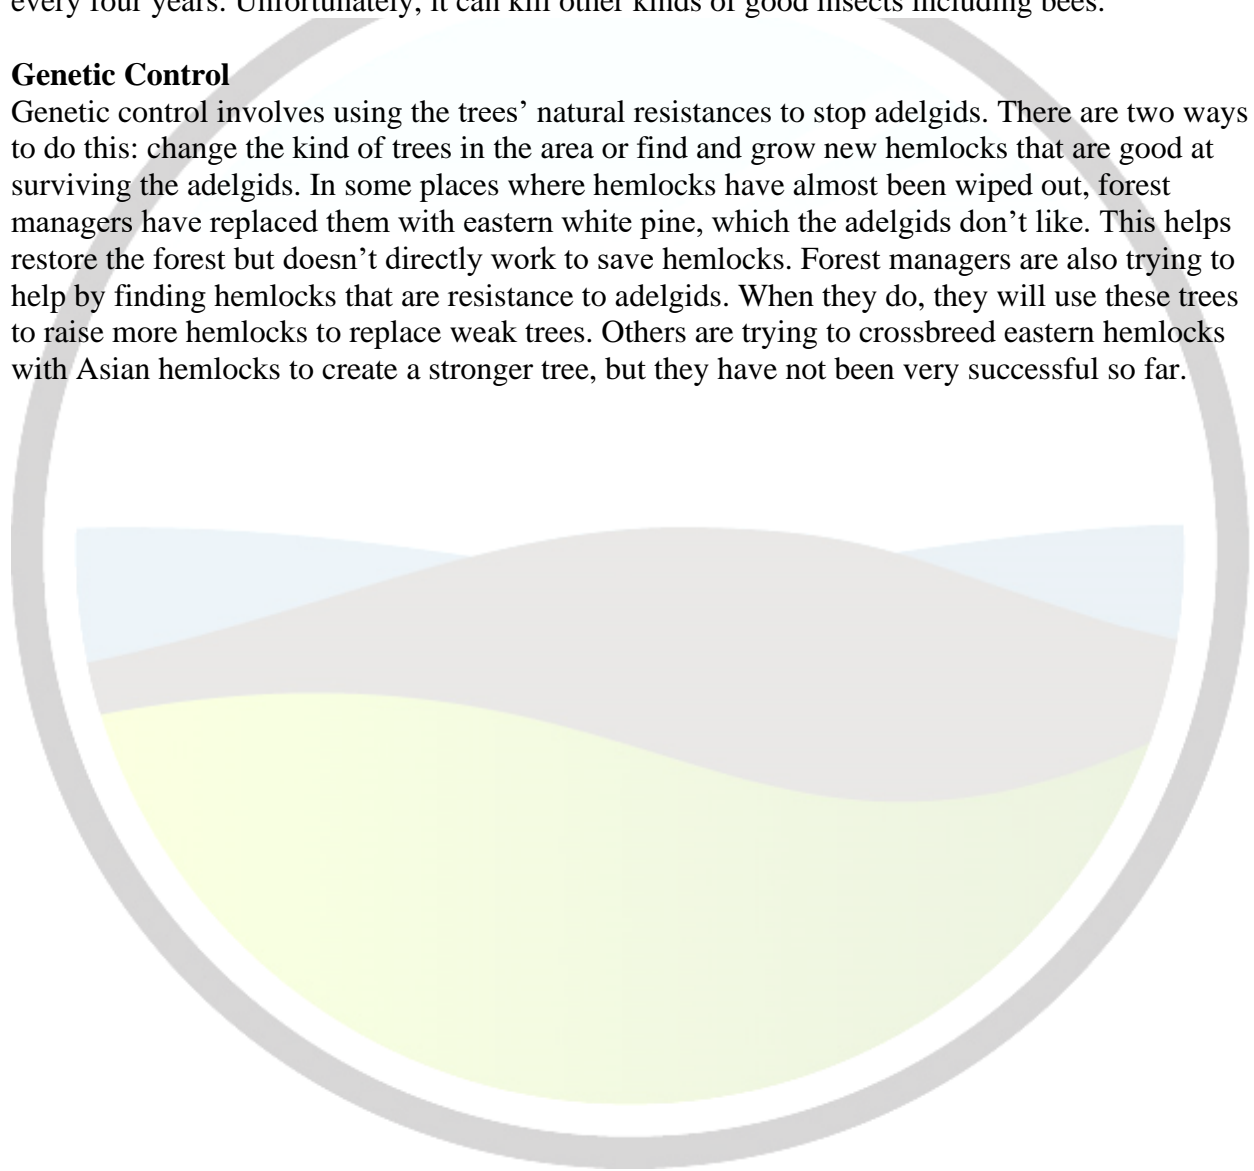 every four years. Unfortunately, it can kill other kinds of good insects including bees.
Genetic Control
Genetic control involves using the trees’ natural resistances to stop adelgids. There are two ways
to do this: change the kind of trees in the area or find and grow new hemlocks that are good at
surviving the adelgids. In some places where hemlocks have almost been wiped out, forest
managers have replaced them with eastern white pine, which the adelgids don’t like. This helps
restore the forest but doesn’t directly work to save hemlocks. Forest managers are also trying to
help by finding hemlocks that are resistance to adelgids. When they do, they will use these trees
to raise more hemlocks to replace weak trees. Others are trying to crossbreed eastern hemlocks
with Asian hemlocks to create a stronger tree, but they have not been very successful so far.